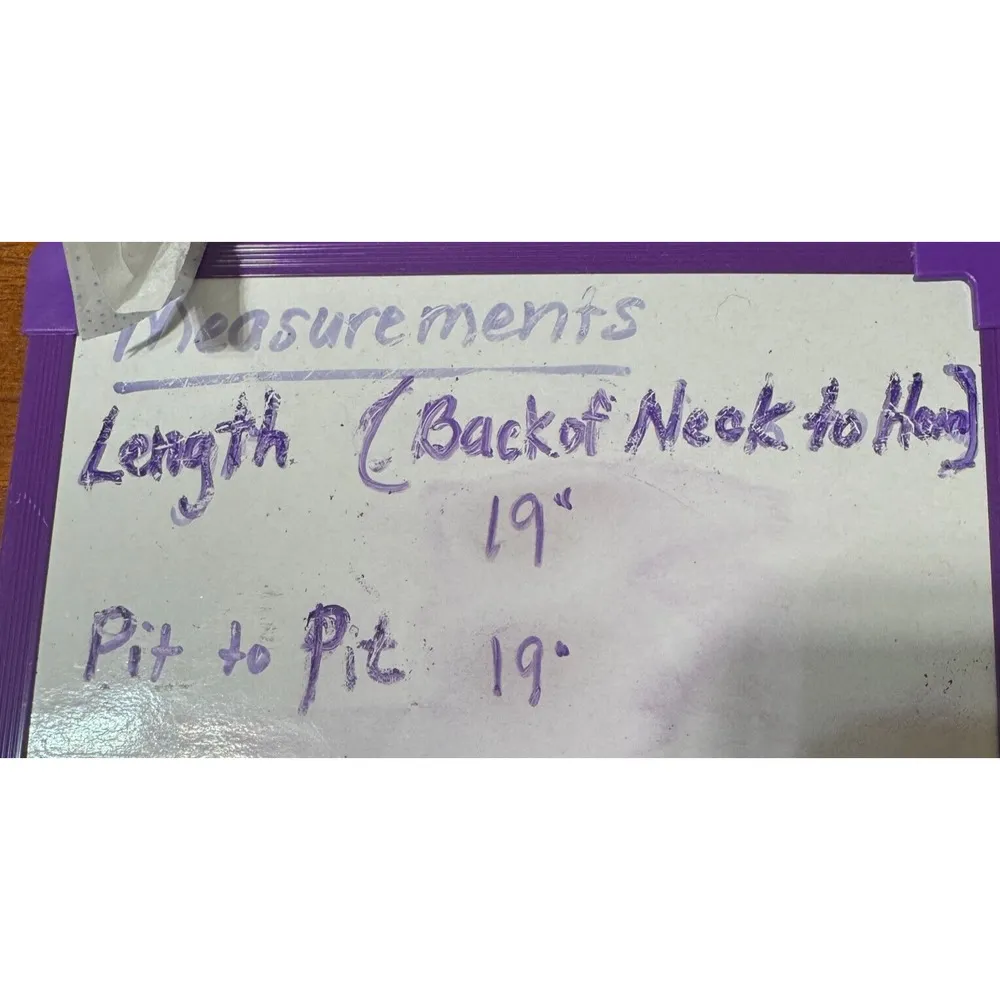 Measurements
Length (Back of Neck to Hem)
19"
Pit to Pit 19"